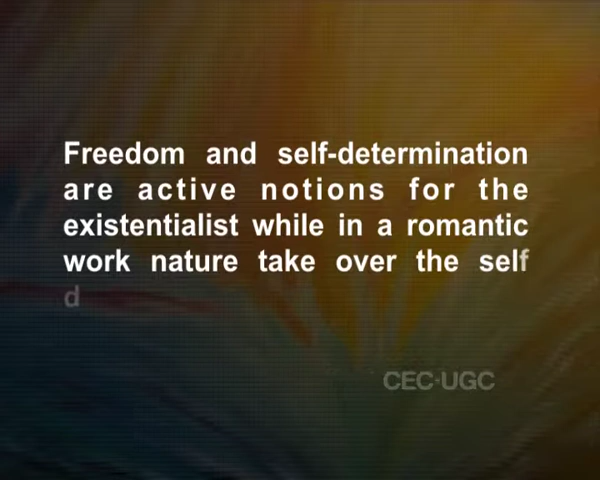 Freedom and self-determination
are active notions for the
existentialist while in a romantic
work nature take over the self
d
CEC-UGC